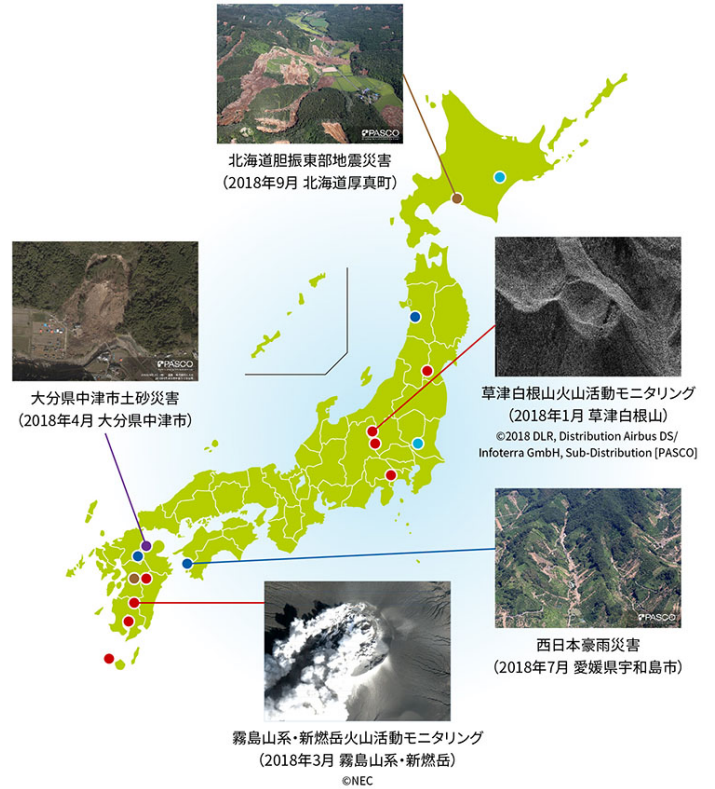 PASCO
北海道胆振東部地震災害
（2018年9月 北海道厚真町）
PASCO
大分県中津市土砂災害
（2018年4月 大分県中津市）
草津白根山火山活動モニタリング
（2018年1月 草津白根山）
©2018 DLR, Distribution Airbus DS/
Infoterra GmbH, Sub-Distribution [PASCO]
PASCO
西日本豪雨災害
（2018年7月 愛媛県宇和島市）
霧島山系・新燃岳火山活動モニタリング
（2018年3月 霧島山系・新燃岳）
©NEC